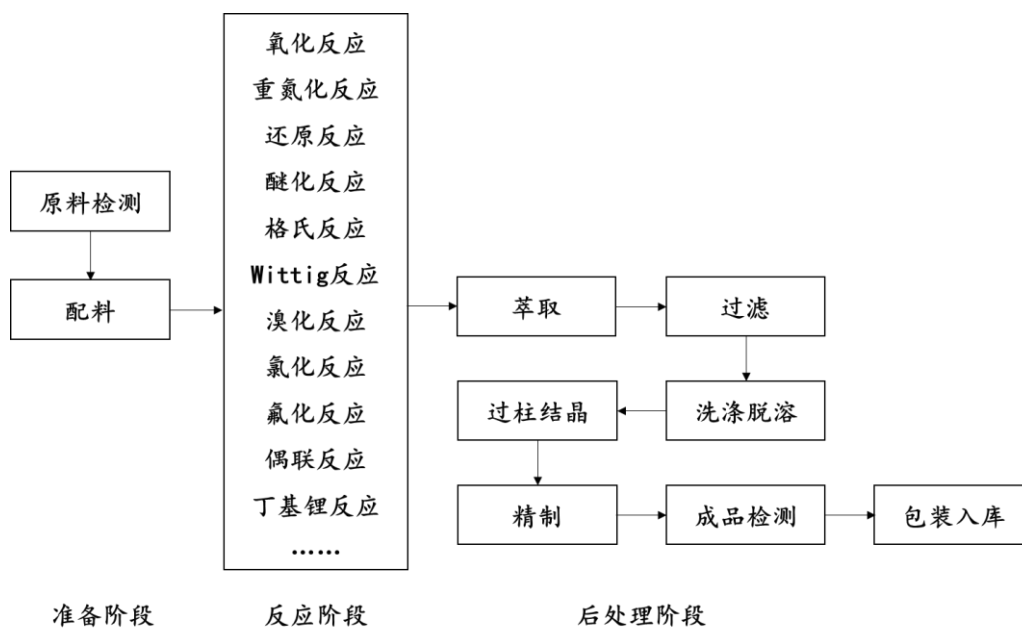 原料检测
配料
氧化反应
重氮化反应
还原反应
醚化反应
格氏反应
Wittig反应
溴化反应
氯化反应
氟化反应
偶联反应
丁基锂反应
……
萃取
过滤
洗涤脱溶
过柱结晶
精制
成品检测
包装入库
准备阶段
反应阶段
后处理阶段